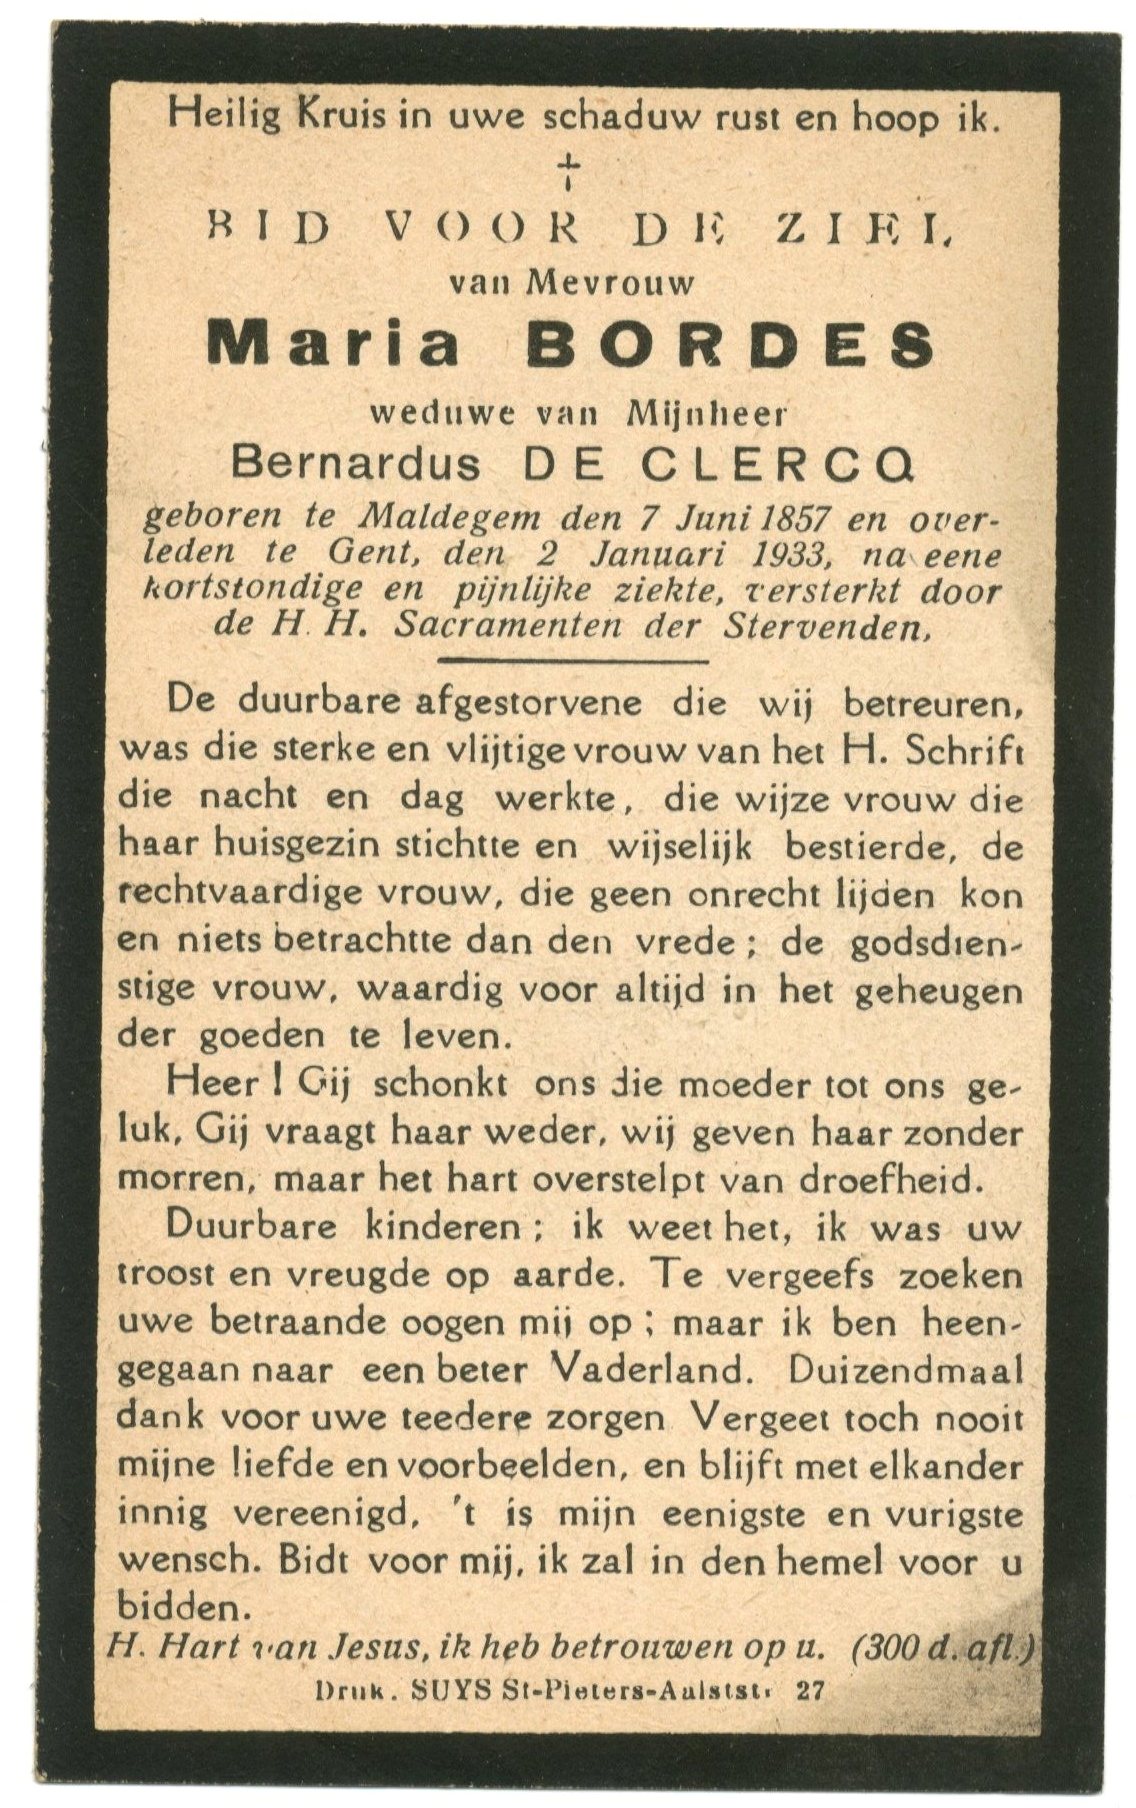 Heilig Kruis in uwe schaduw rust en hoop ik.
BID VOOR DE ZIEL
van Mevrouw
Maria BORDES
weduwe van Mijnheer
Bernardus DE CLERCQ
geboren te Maldegem den 7 Juni 1857 en over-
leden te Gent, den 2 Januari 1933, na eene
kortstondige en pijnlijke ziekte, versterkt door
de H. H. Sacramenten der Stervenden.
De duurbare afgestorvene die wij betreuren,
was die sterke en vlijtige vrouw van het H. Schrift
die nacht en dag werkte, die wijze vrouw die
haar huisgezin stichtte en wijselijk bestierde, de
rechtvaardige vrouw, die geen onrecht lijden kon
en niets betrachtte dan den vrede ; de godsdien-
stige vrouw, waardig voor altijd in het geheugen
der goeden te leven.
Heer ! Gij schonkt ons die moeder tot ons ge-
luk, Gij vraagt haar weder, wij geven haar zonder
morren, maar het hart overstelpt van droefheid.
Duurbare kinderen ; ik weet het, ik was uw
troost en vreugde op aarde. Te vergeefs zoeken
uwe betraande oogen mij op ; maar ik ben heen-
gegaan naar een beter Vaderland. Duizendmaal
dank voor uwe teedere zorgen Vergeet toch nooit
mijne liefde en voorbeelden, en blijft met elkander
innig vereenigd, 't is mijn eenigste en vurigste
wensch. Bidt voor mij, ik zal in den hemel voor u
bidden.
H. Hart van Jesus, ik heb betrouwen op u. (300 d. afl.)
Druk. SUYS St-Pieters-Aalststr 27